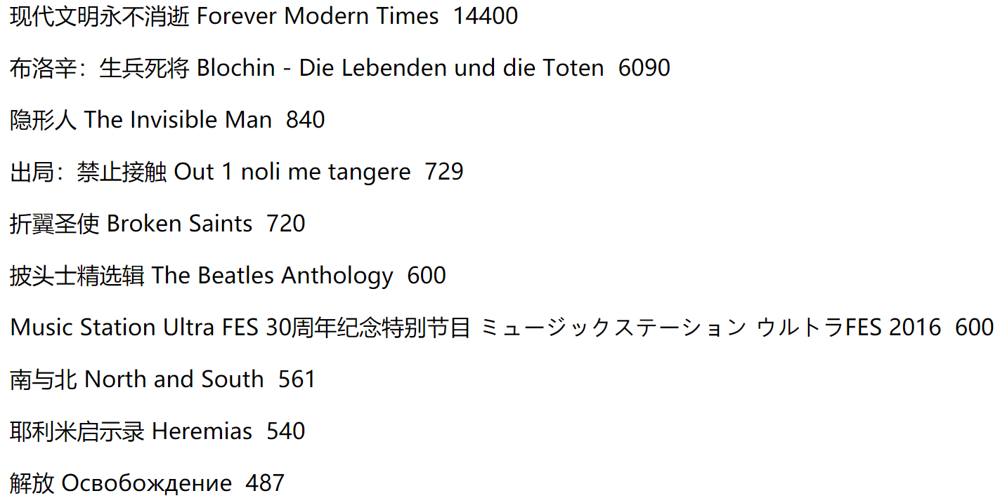 现代文明永不消逝 Forever Modern Times  14400
布洛辛：生兵死将 Blochin - Die Lebenden und die Toten  6090
隐形人 The Invisible Man  840
出局：禁止接触 Out 1 noli me tangere  729
折翼圣使 Broken Saints  720
披头士精选辑 The Beatles Anthology  600
Music Station Ultra FES 30周年纪念特别节目 ミュージックステーション ウルトラFES 2016  600
南与北 North and South  561
耶利米启示录 Heremias  540
解放 Освобождение  487